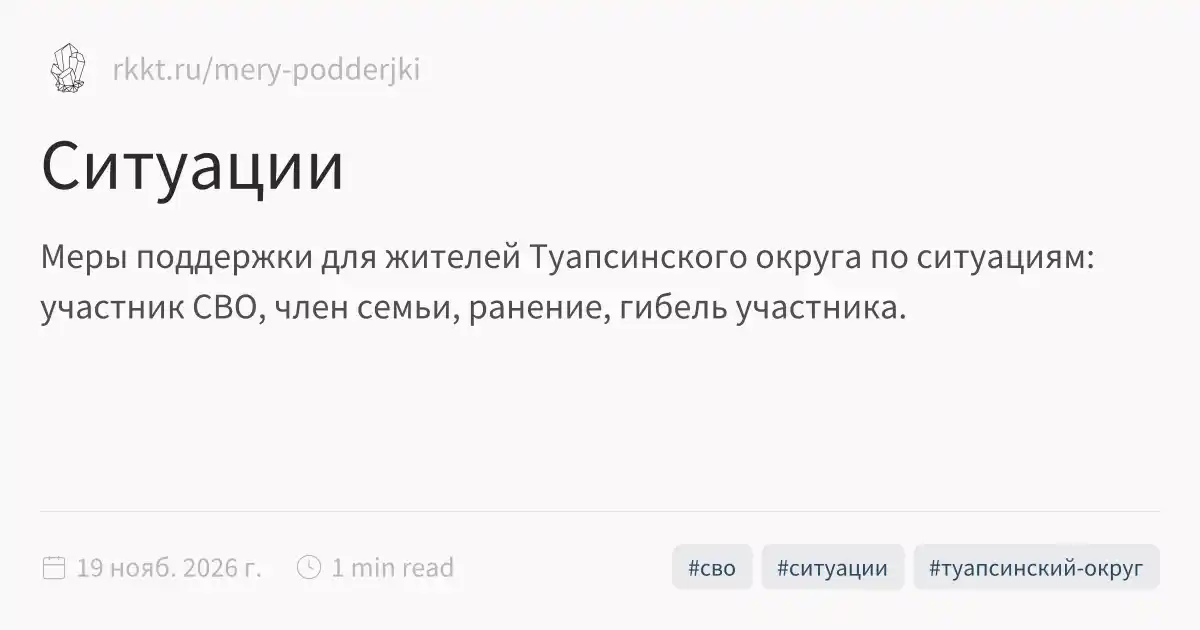 rkkt.ru/mery-podderjki
Ситуации
Меры поддержки для жителей Туапсинского округа по ситуациям:
участник СВО, член семьи, ранение, гибель участника.
19 нояб. 2026 г. 1 min read #сво #ситуации #туапсинский-округ